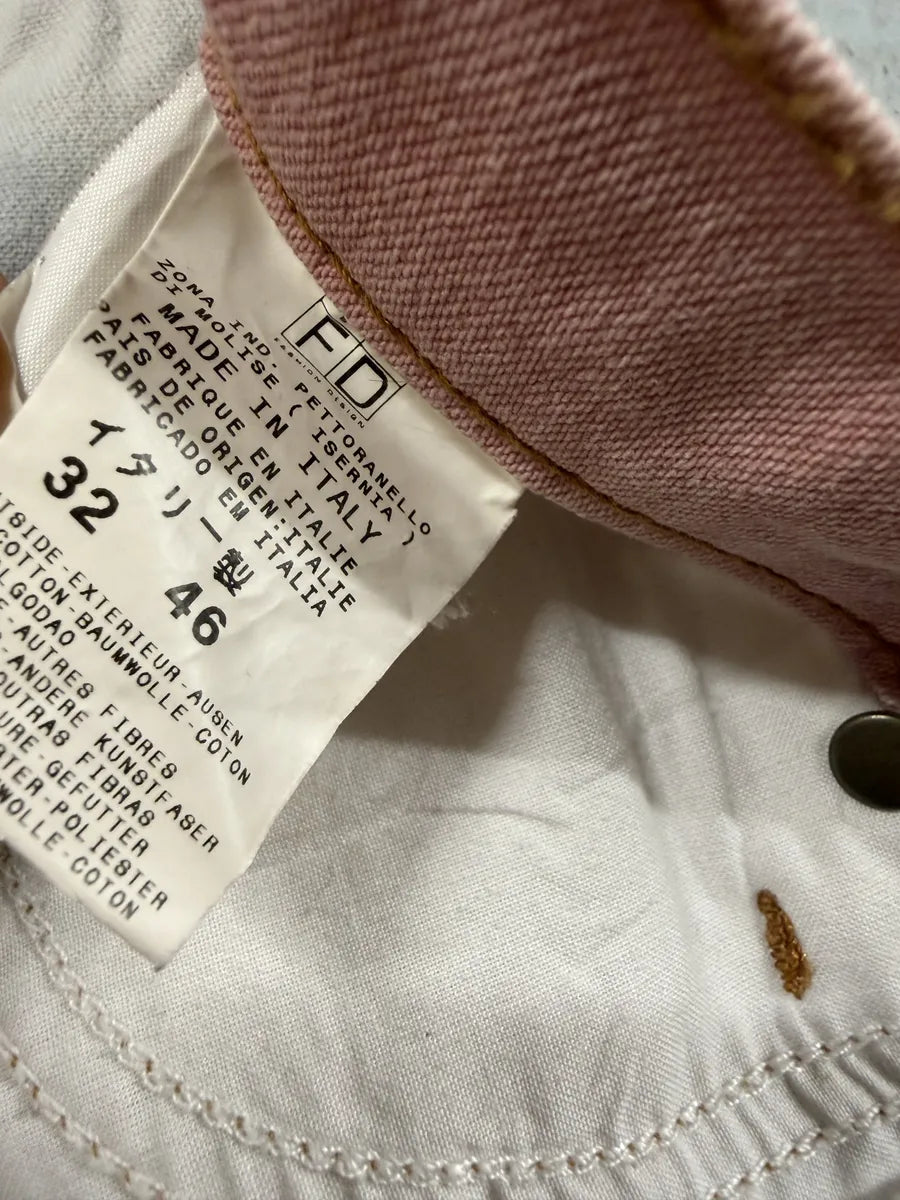 FD
FASHION DESIGN
ZONA IND. PETTORANELLO
DI MOLISE ( ISERNIA )
MADE IN ITALY
FABRIQUE EN ITALIE
PAIS DE ORIGEN:ITALIE
FABRICADO EM ITALIA
イタリー製
32 46
EXTERIEUR-AUSEN
COTTON-BAUMWOLLE-COTON
AUTRES FIBRES
ANDERE KUNSTFASER
OUTRAS FIBRAS
GEFUTTER
POLIESTER
COTON